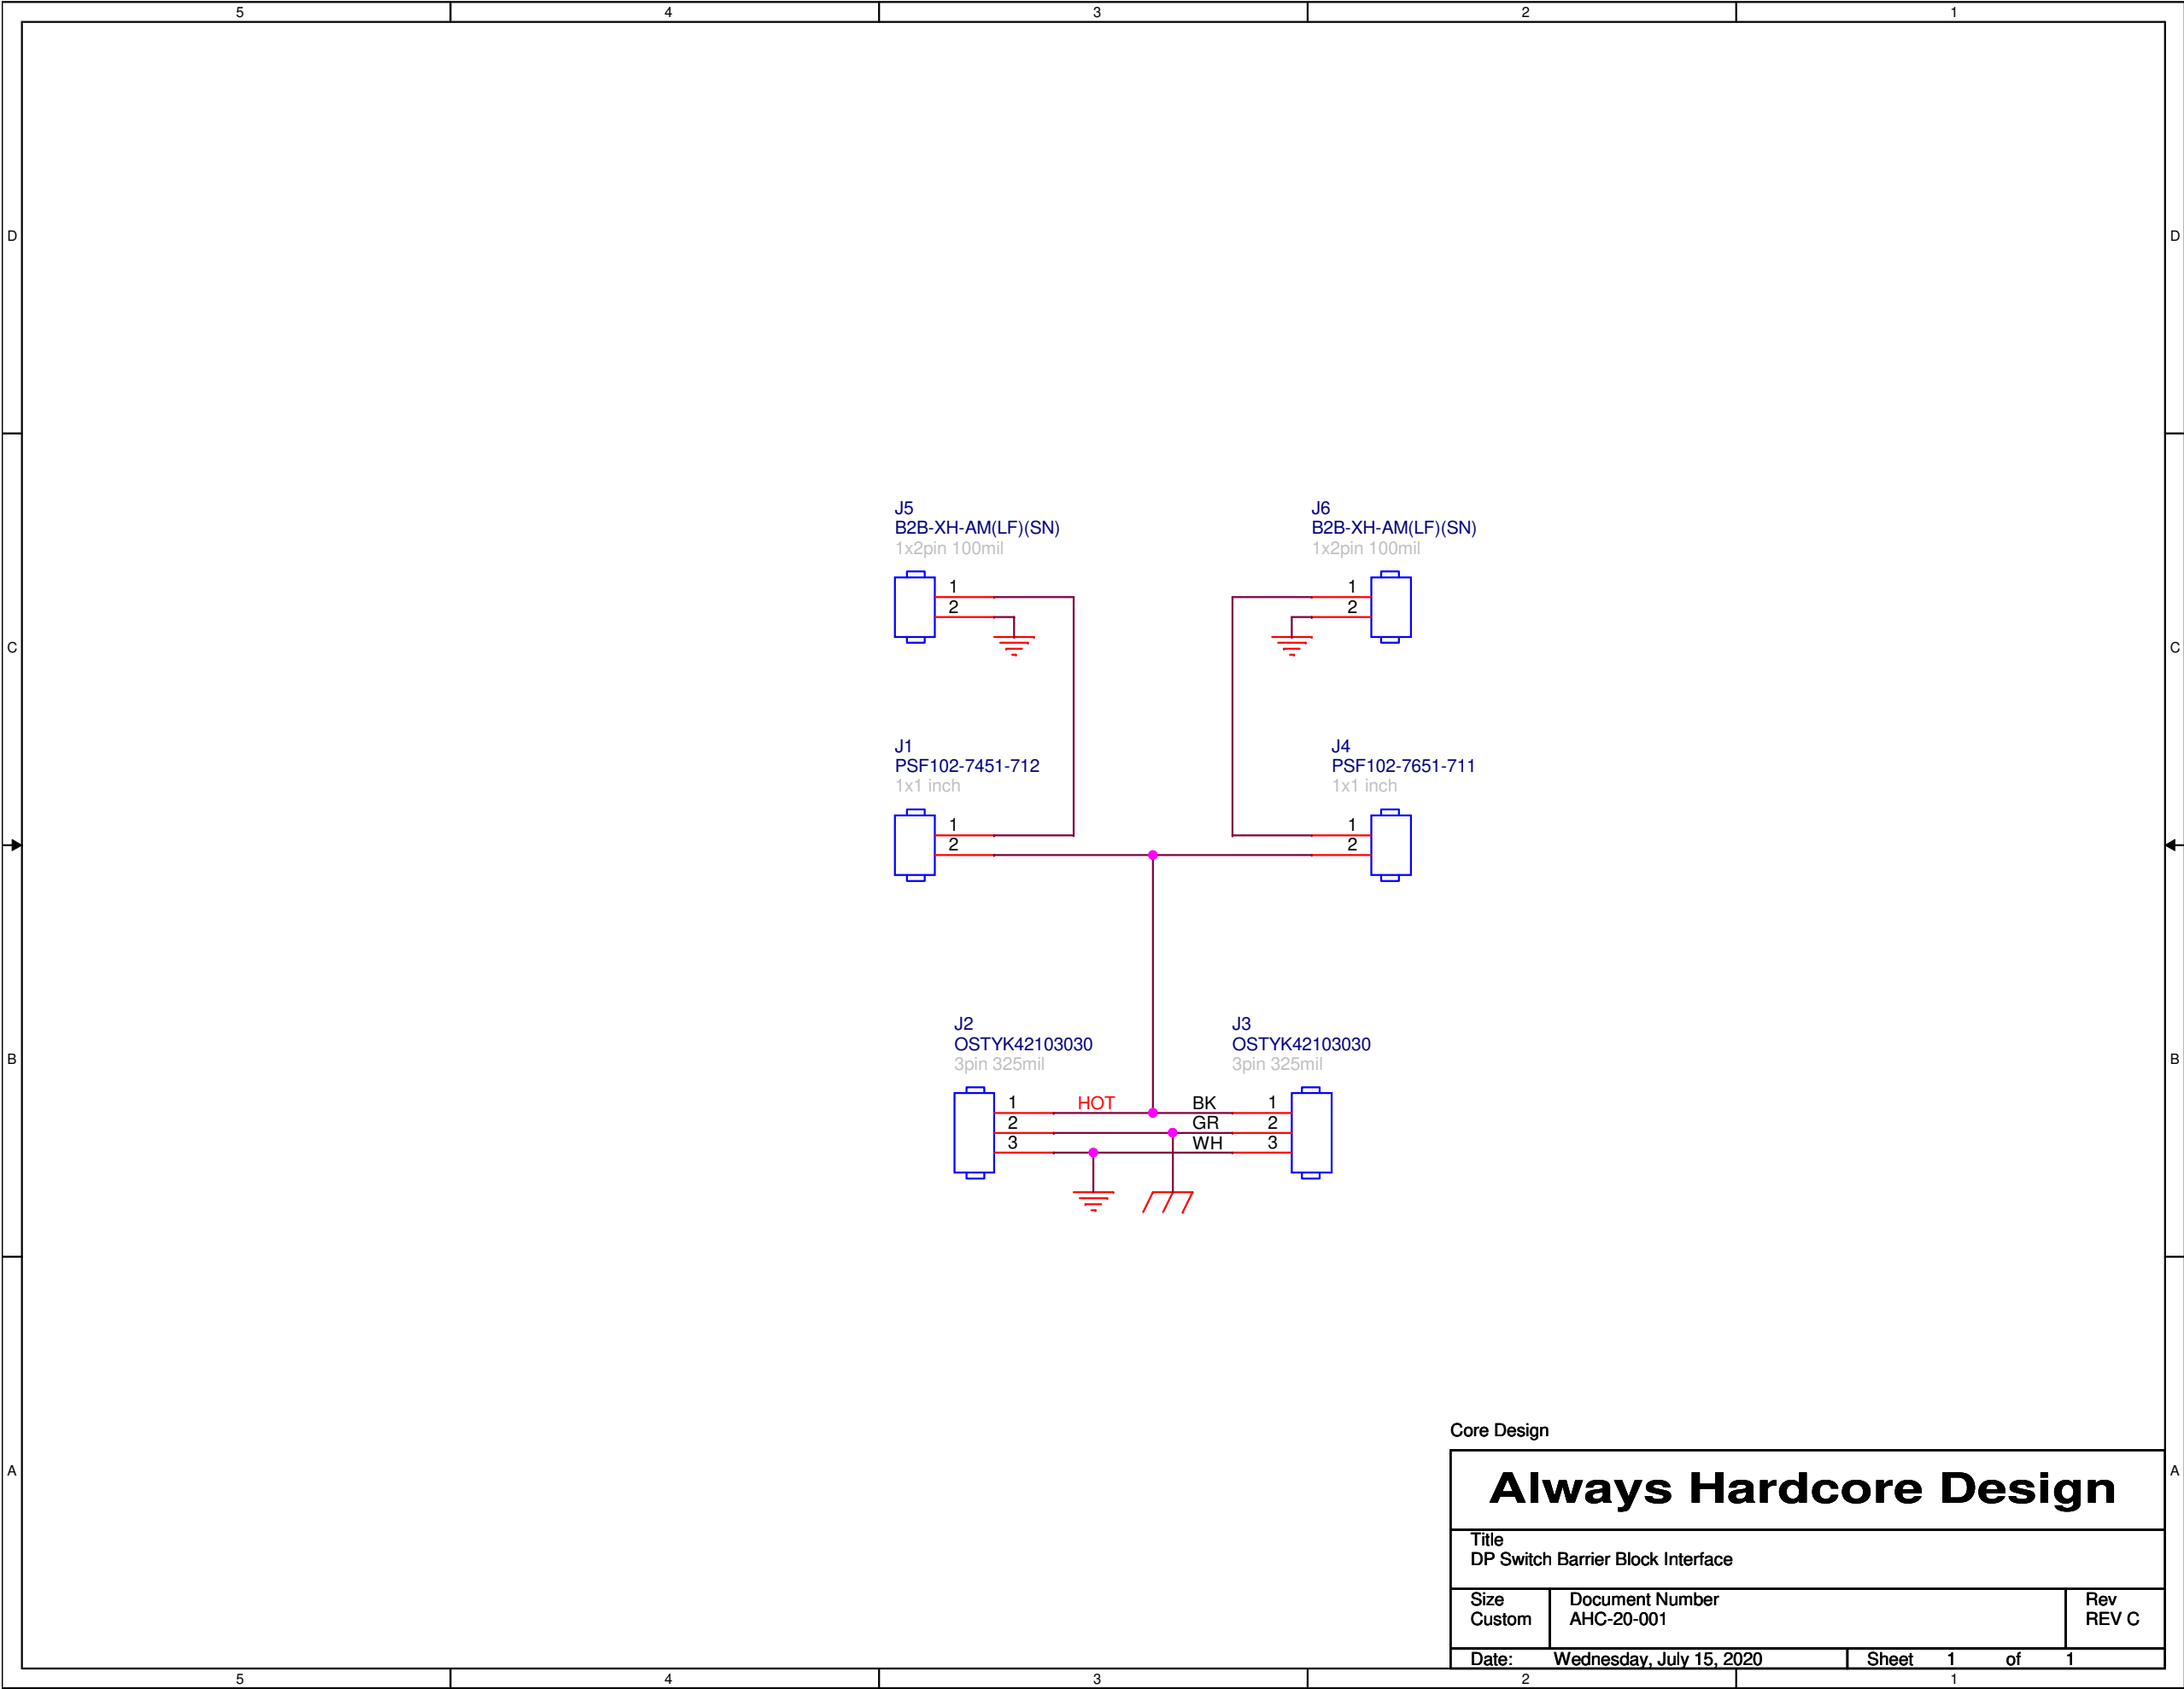 5 4 3 2 1
D D
J5 J6
B2B-XH-AM(LF)(SN) B2B-XH-AM(LF)(SN)
1x2pin 100mil 1x2pin 100mil
1 1
2 2
C C
J1 J4
PSF102-7451-712 PSF102-7651-711
1x1 inch 1x1 inch
1 1
2 2
J2 J3
OSTYK42103030 OSTYK42103030
B B
3pin 325mil 3pin 325mil
1 HOT BK 1
2 GR 2
3 WH 3
Core Design
A A
Always Hardcore Design
Title
DP Switch Barrier Block Interface
Size Document Number Rev
Custom AHC-20-001 REV C
Date: Wednesday, July 15, 2020 Sheet 1 of 1
5 4 3 2 1